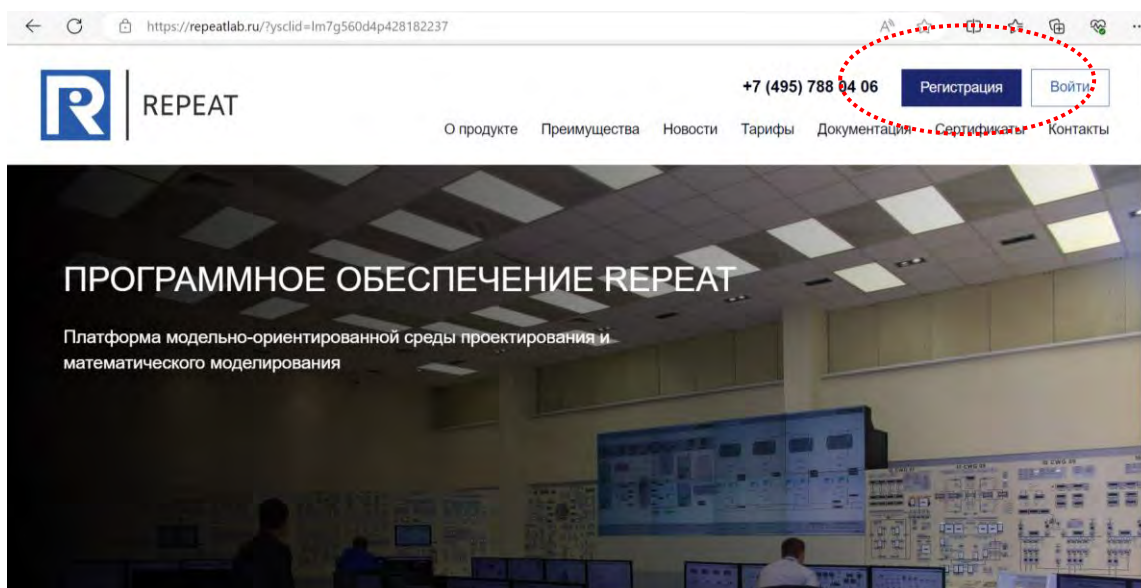 https://repeatlab.ru/?ysclid=lm7g560d4p428182237
REPEAT
+7 (495) 788 04 06
Регистрация
Войти
О продукте Преимущества Новости Тарифы Документация Сертификаты Контакты
ПРОГРАММНОЕ ОБЕСПЕЧЕНИЕ REPEAT
Платформа модельно-ориентированной среды проектирования и
математического моделирования